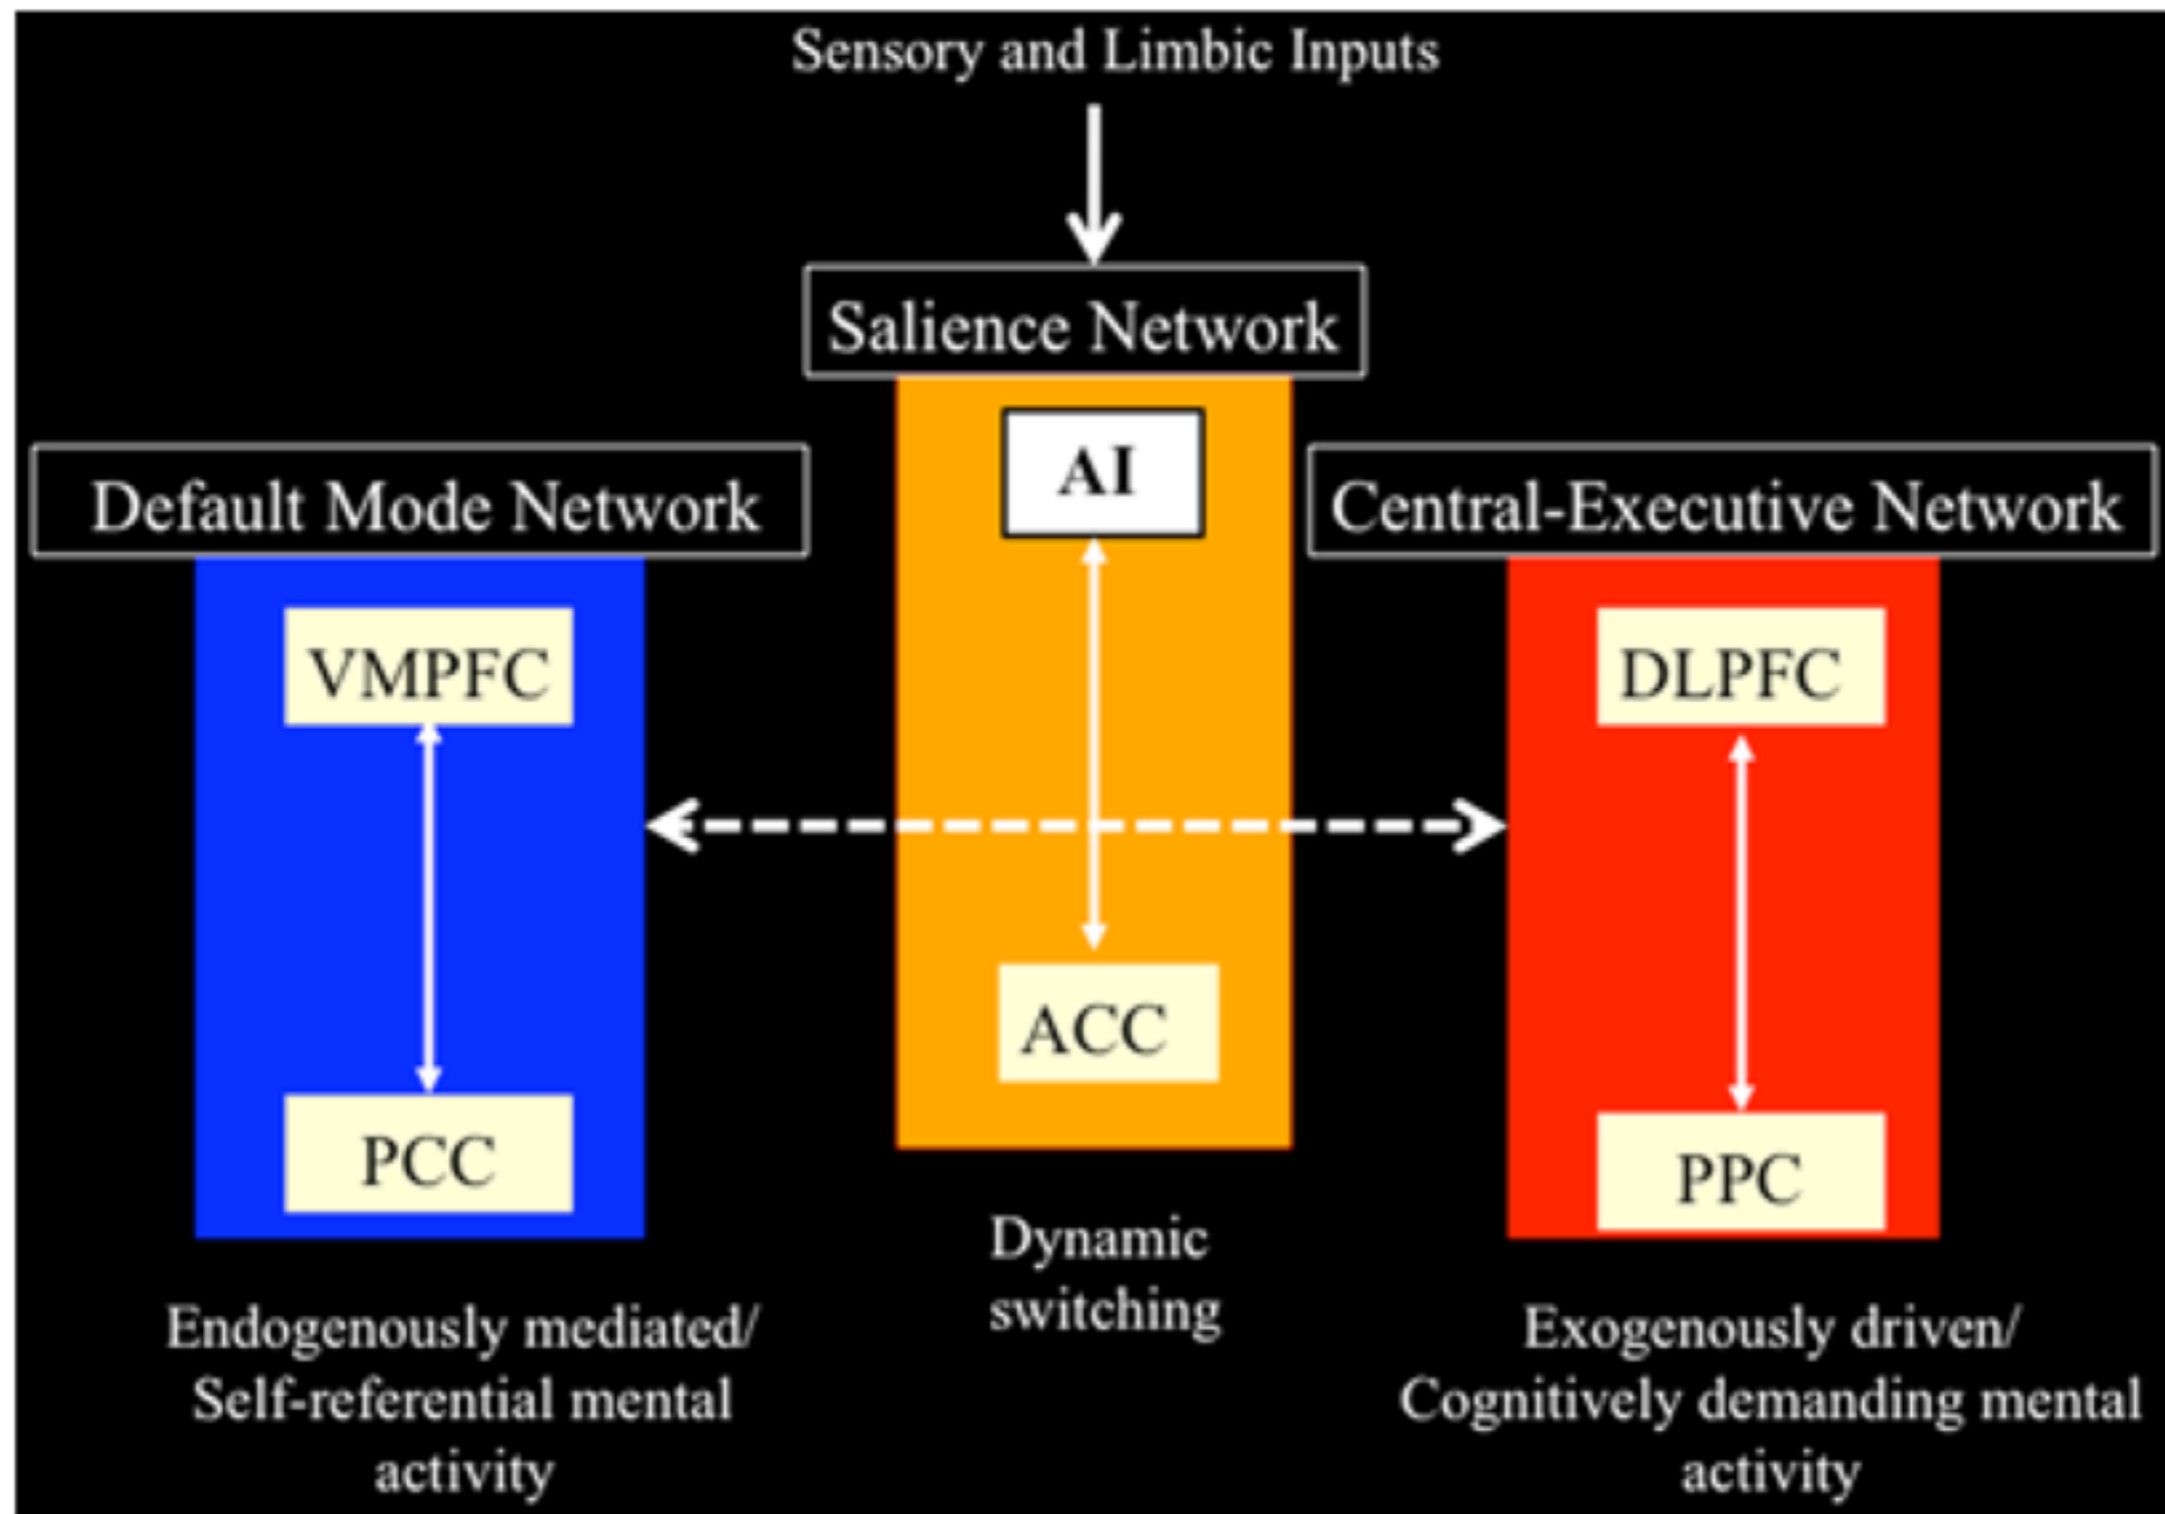 Sensory and Limbic Inputs
Salience Network
AI
ACC
Dynamic
switching
Default Mode Network
VMPFC
PCC
Endogenously mediated/
Self-referential mental
activity
Central-Executive Network
DLPFC
PPC
Exogenously driven/
Cognitively demanding mental
activity